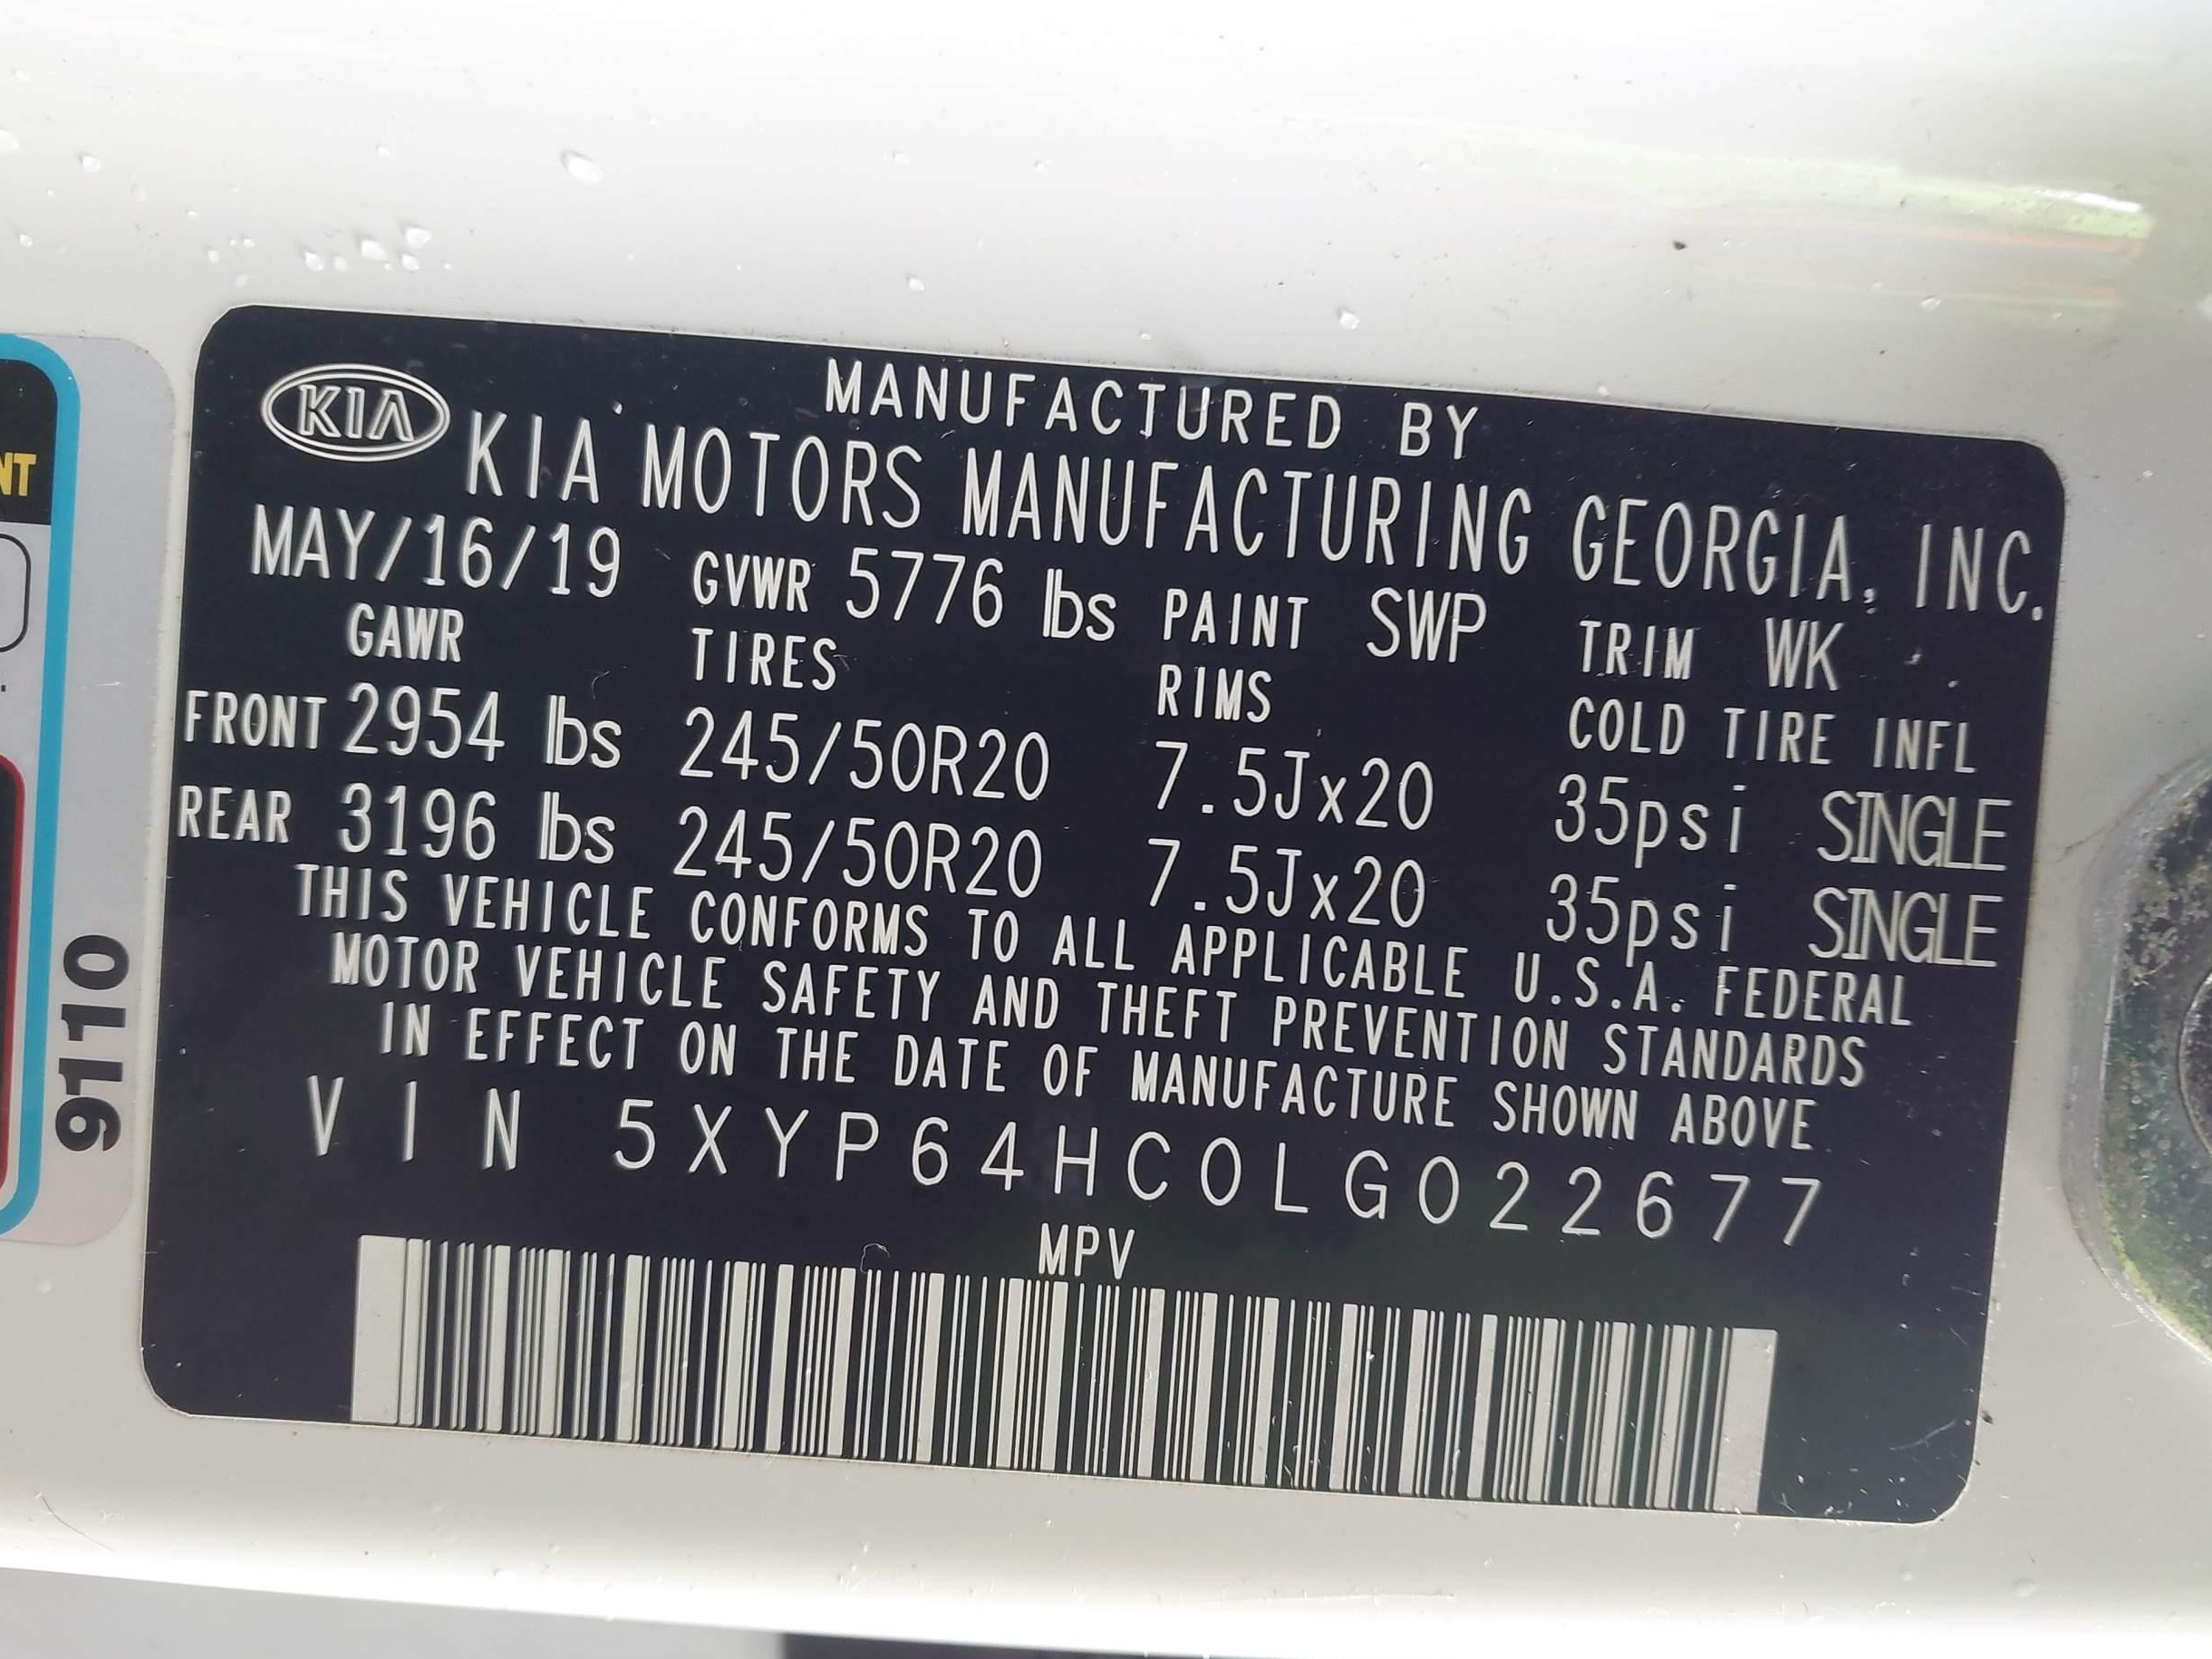 KIA
MANUFACTURED BY
KIA MOTORS MANUFACTURING GEORGIA, INC.
MAY/16/19 GVWR 5776 lbs PAINT SWP TRIM WK
GAWR TIRES RIMS COLD TIRE INFL
FRONT 2954 lbs 245/50R20 7.5Jx20 35psi SINGLE
REAR 3196 lbs 245/50R20 7.5Jx20 35psi SINGLE
THIS VEHICLE CONFORMS TO ALL APPLICABLE U.S.A. FEDERAL
MOTOR VEHICLE SAFETY AND THEFT PREVENTION STANDARDS
IN EFFECT ON THE DATE OF MANUFACTURE SHOWN ABOVE
VIN 5XYP64HC0LG022677
MPV
NT
9110